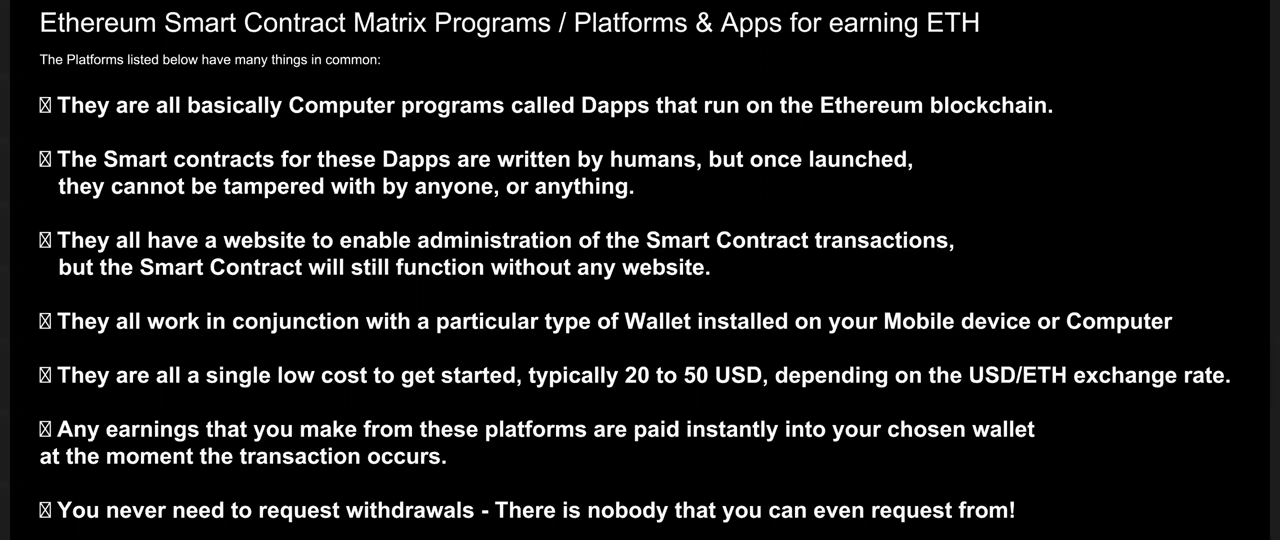 Ethereum Smart Contract Matrix Programs / Platforms & Apps for earning ETH
The Platforms listed below have many things in common:
They are all basically Computer programs called Dapps that run on the Ethereum blockchain.
The Smart contracts for these Dapps are written by humans, but once launched,
they cannot be tampered with by anyone, or anything.
They all have a website to enable administration of the Smart Contract transactions,
but the Smart Contract will still function without any website.
They all work in conjunction with a particular type of Wallet installed on your Mobile device or Computer
They are all a single low cost to get started, typically 20 to 50 USD, depending on the USD/ETH exchange rate.
Any earnings that you make from these platforms are paid instantly into your chosen wallet
at the moment the transaction occurs.
You never need to request withdrawals - There is nobody that you can even request from!